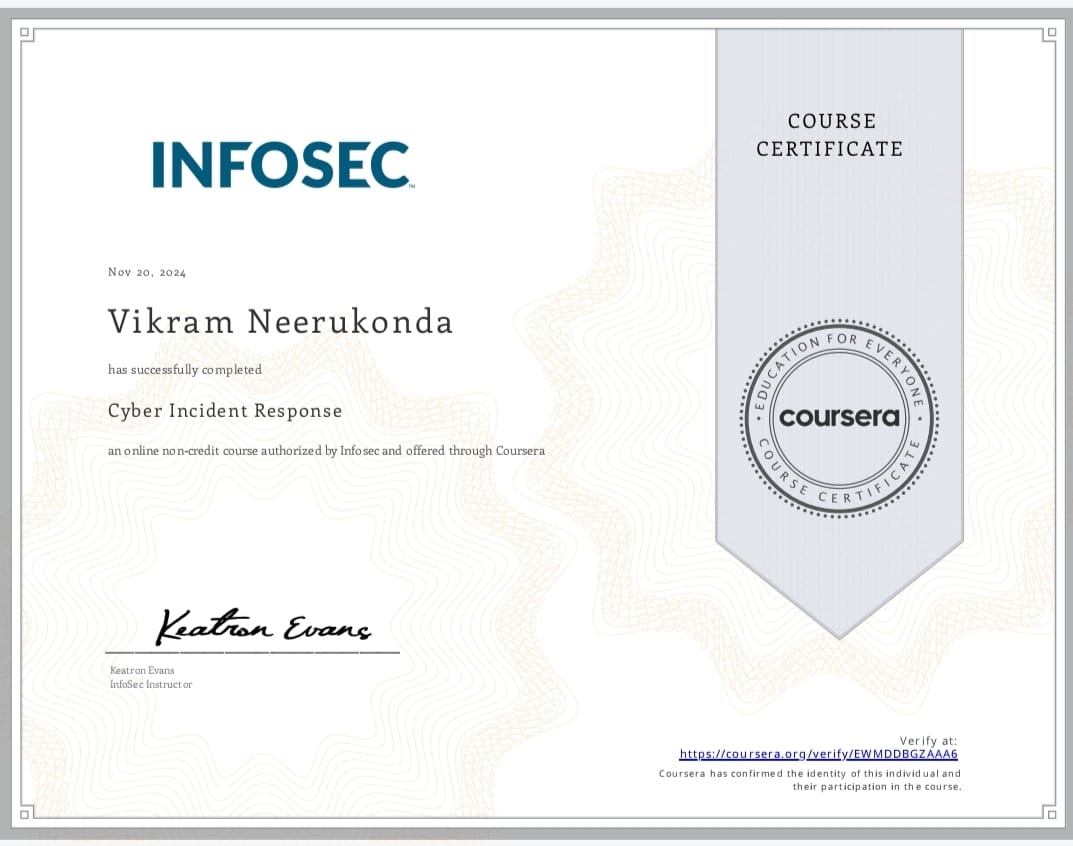 INFOSEC™
COURSE
CERTIFICATE
Nov 20, 2024
Vikram Neerukonda
has successfully completed
Cyber Incident Response
an online non-credit course authorized by Infosec and offered through Coursera
EDUCATION FOR EVERYONE
coursera
COURSE CERTIFICATE
Keatron Evans
Keatron Evans
InfoSec Instructor
Verify at:
https://coursera.org/verify/EWMDDBGZAAA6
Coursera has confirmed the identity of this individual and
their participation in the course.